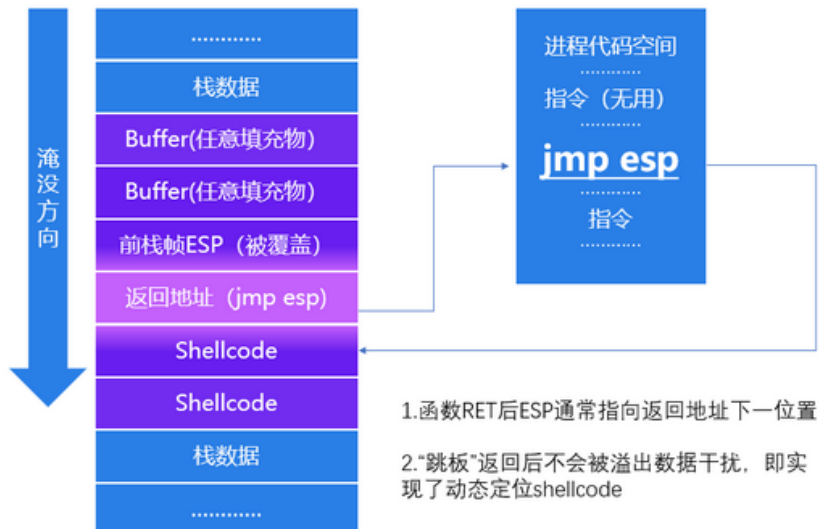 ............
栈数据
Buffer(任意填充物)
Buffer(任意填充物)
前栈帧ESP（被覆盖）
返回地址（jmp esp)
Shellcode
Shellcode
栈数据
............
淹没方向
进程代码空间
............
指令（无用）
............
jmp esp
............
指令
............
1.函数RET后ESP通常指向返回地址下一位置
2.“跳板”返回后不会被溢出数据干扰，即实
现了动态定位shellcode